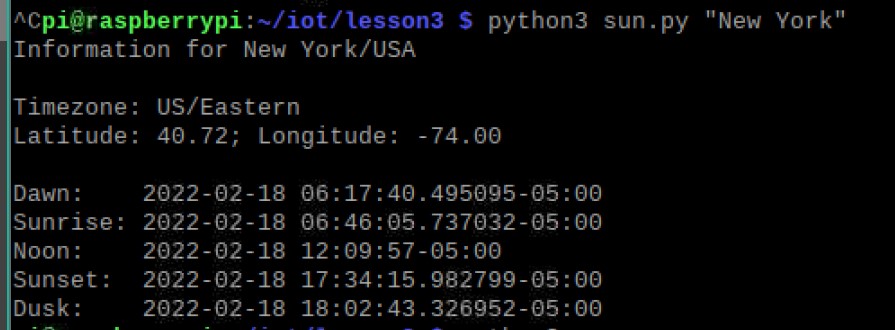 ^Cpi@raspberrypi:~/iot/lesson3 $ python3 sun.py "New York"
Information for New York/USA
Timezone: US/Eastern
Latitude: 40.72; Longitude: -74.00
Dawn:    2022-02-18 06:17:40.495095-05:00
Sunrise: 2022-02-18 06:46:05.737032-05:00
Noon:    2022-02-18 12:09:57-05:00
Sunset:  2022-02-18 17:34:15.982799-05:00
Dusk:    2022-02-18 18:02:43.326952-05:00